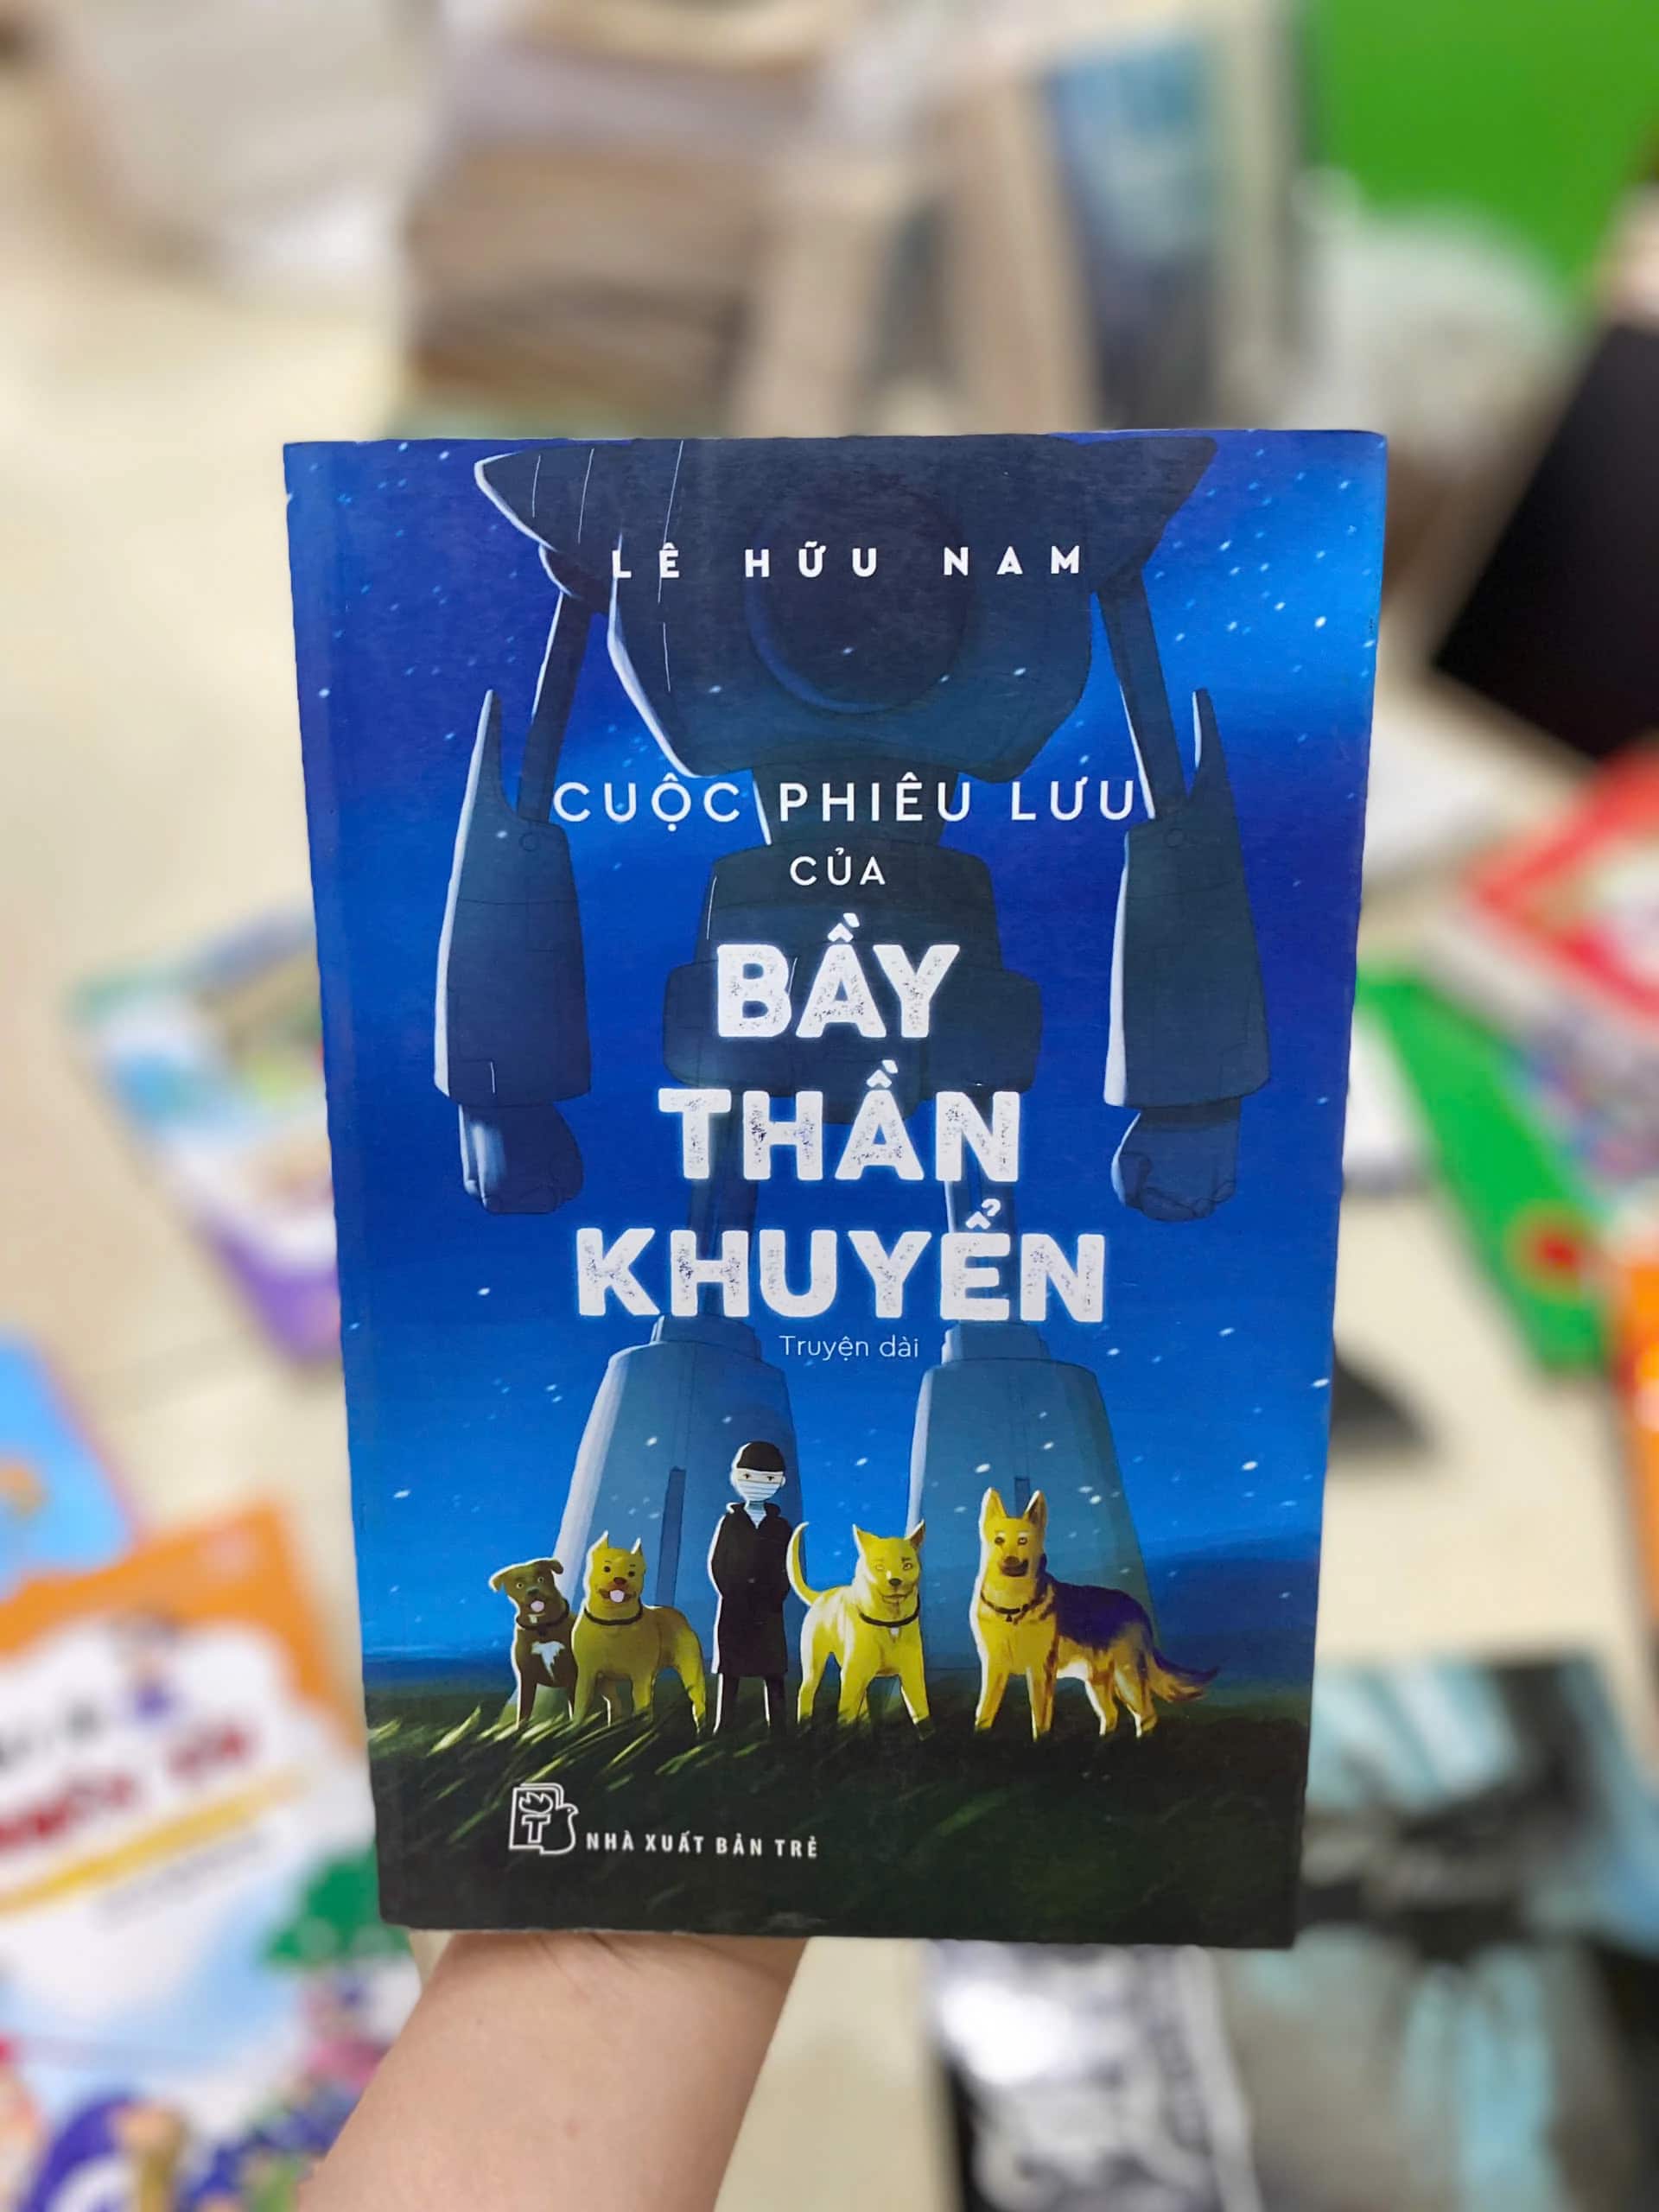 LÊ HỮU NAM
CUỘC PHIÊU LƯU
CỦA
BẦY
THẦN
KHUYỂN
Truyện dài
T
NHÀ XUẤT BẢN TRẺ